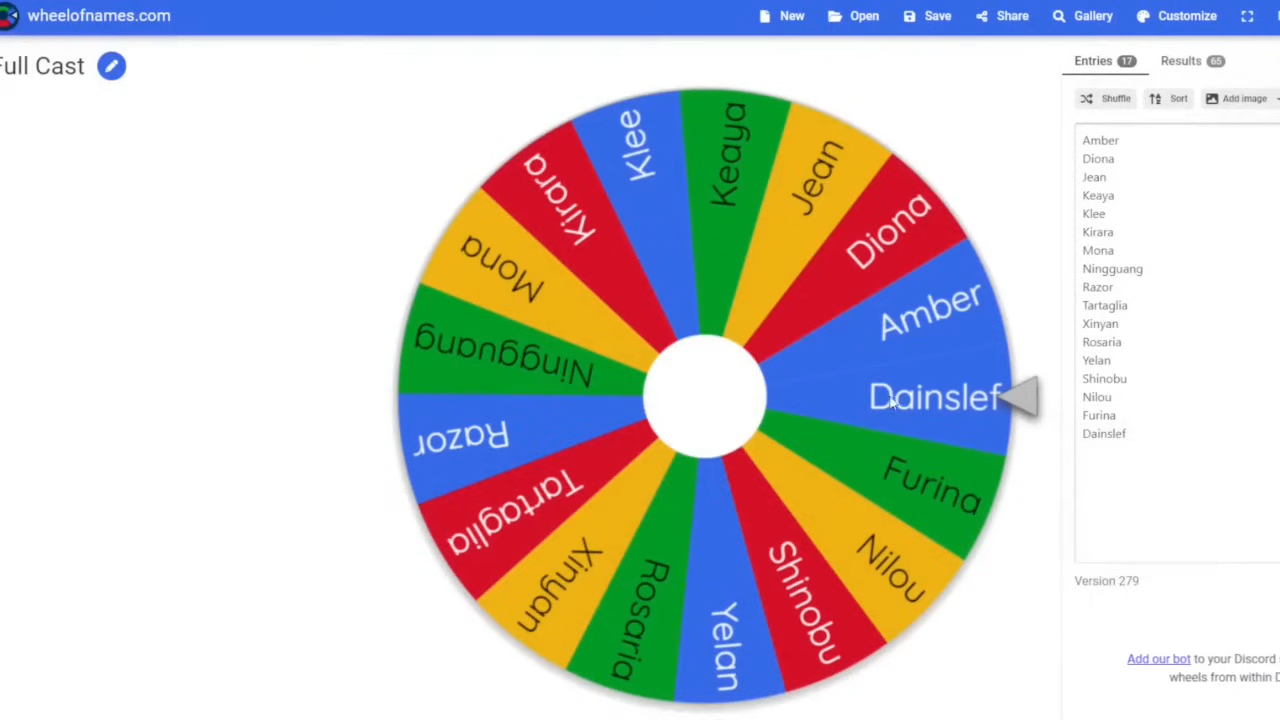 wheelofnames.com
New
Open
Save
Share
Gallery
Customize
Full Cast
Entries 17
Results 65
Shuffle
Sort
Add image
Klee
Keaya
Jean
Diona
Amber
Dainslef
Furina
Nilou
Shinobu
Yelan
Rosaria
Xinyan
Tartaglia
Razor
Ningguang
Mona
Kirara
Amber
Diona
Jean
Keaya
Klee
Kirara
Mona
Ningguang
Razor
Tartaglia
Xinyan
Rosaria
Yelan
Shinobu
Nilou
Furina
Dainslef
Version 279
Add our bot to your Discord
wheels from within